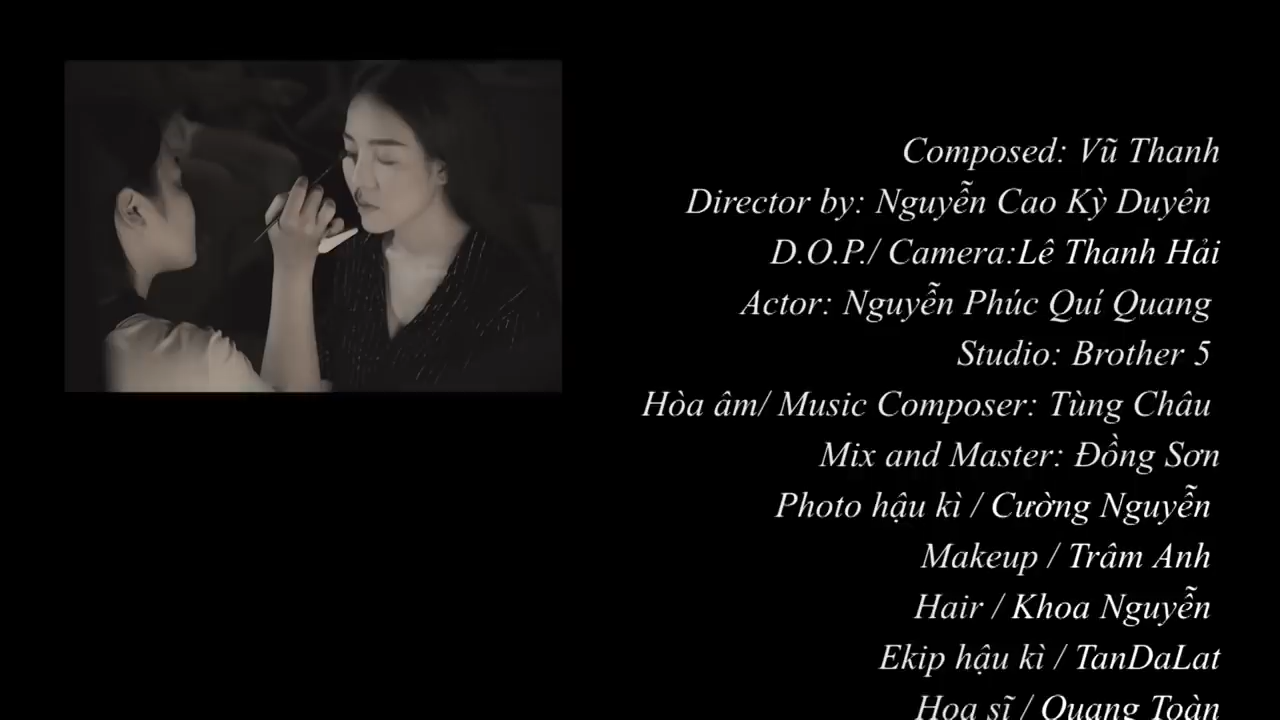 Composed: Vũ Thanh
Director by: Nguyễn Cao Kỳ Duyên
D.O.P./ Camera:Lê Thanh Hải
Actor: Nguyễn Phúc Quí Quang
Studio: Brother 5
Hòa âm/ Music Composer: Tùng Châu
Mix and Master: Đồng Sơn
Photo hậu kì / Cường Nguyễn
Makeup / Trâm Anh
Hair / Khoa Nguyễn
Ekip hậu kì / TanDaLat
Họa sĩ / Quang Toàn